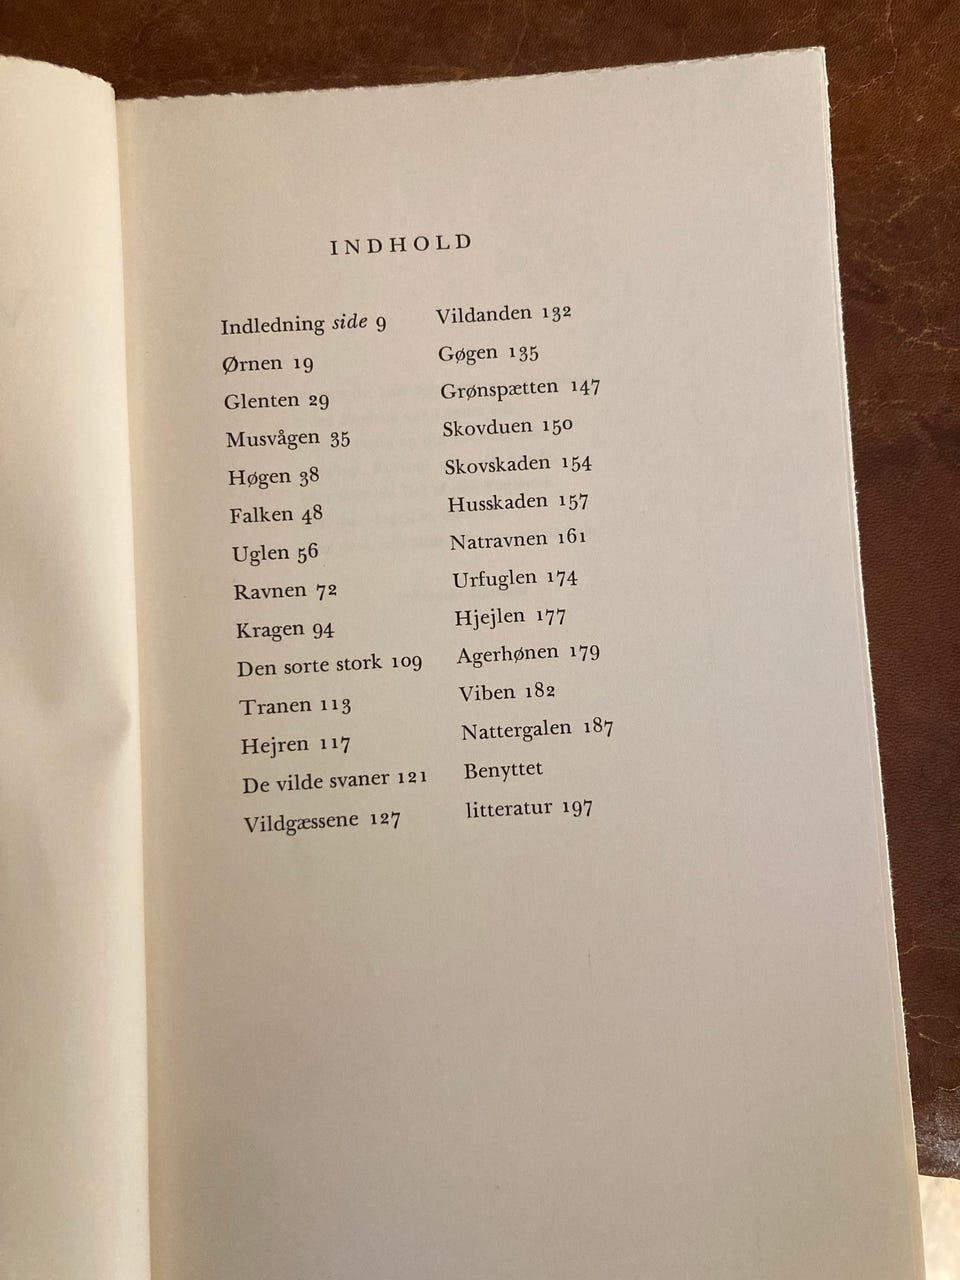 INDHOLD
Indledning side 9
Ørnen 19
Glenten 29
Musvågen 35
Høgen 38
Falken 48
Uglen 56
Ravnen 72
Kragen 94
Den sorte stork 109
Tranen 113
Hejren 117
De vilde svaner 121
Vildgæssene 127
Vildanden 132
Gøgen 135
Grønspætten 147
Skovduen 150
Skovskaden 154
Husskaden 157
Natravnen 161
Urfuglen 174
Hjejlen 177
Agerhønen 179
Viben 182
Nattergalen 187
Benyttet
litteratur 197